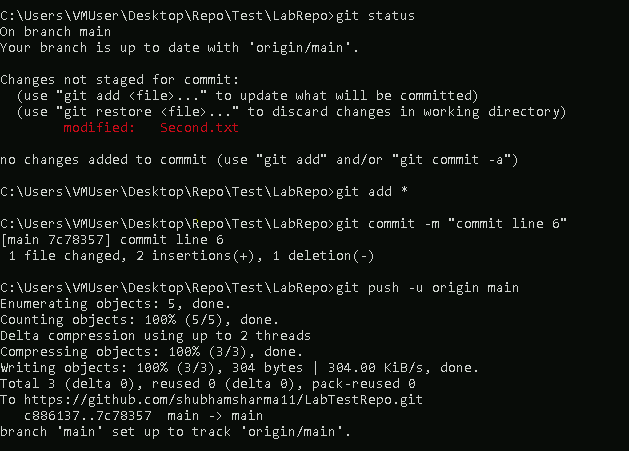 C:\Users\VMUser\Desktop\Repo\Test\LabRepo>git status
On branch main
Your branch is up to date with 'origin/main'.
Changes not staged for commit:
(use "git add <file>..." to update what will be committed)
(use "git restore <file>..." to discard changes in working directory)
modified:   Second.txt
no changes added to commit (use "git add" and/or "git commit -a")
C:\Users\VMUser\Desktop\Repo\Test\LabRepo>git add *
C:\Users\VMUser\Desktop\Repo\Test\LabRepo>git commit -m "commit line 6"
[main 7c78357] commit line 6
1 file changed, 2 insertions(+), 1 deletion(-)
C:\Users\VMUser\Desktop\Repo\Test\LabRepo>git push -u origin main
Enumerating objects: 5, done.
Counting objects: 100% (5/5), done.
Delta compression using up to 2 threads
Compressing objects: 100% (3/3), done.
Writing objects: 100% (3/3), 304 bytes | 304.00 KiB/s, done.
Total 3 (delta 0), reused 0 (delta 0), pack-reused 0
To https://github.com/shubhamsharma11/LabTestRepo.git
c886137..7c78357  main -> main
branch 'main' set up to track 'origin/main'.